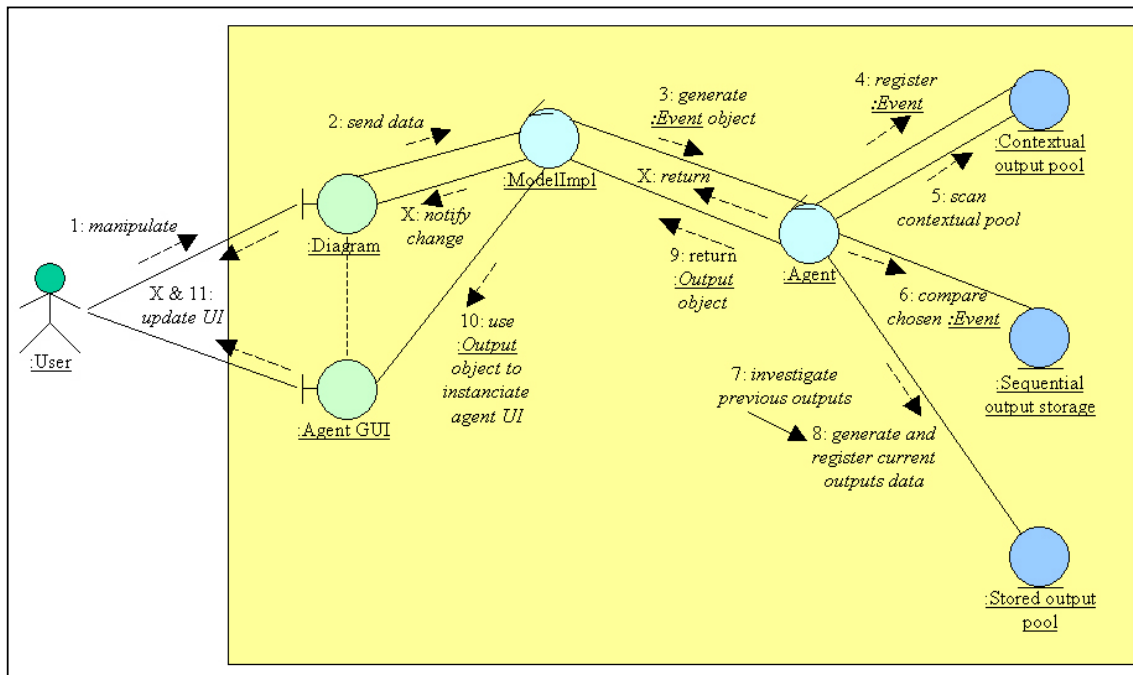 4: register
:Event
3: generate
:Event object
2: send data
:Contextual
output pool
:ModelImpl
X: return
5: scan
contextual pool
1: manipulate
X: notify
change
:Diagram
9: return
:Output
object
:Agent
X & 11:
update UI
6: compare
chosen :Event
10: use
:Output
object to
instanciate
agent UI
:User
:Sequential
output storage
7: investigate
previous outputs
:Agent GUI
8: generate and
register current
outputs data
:Stored output
pool